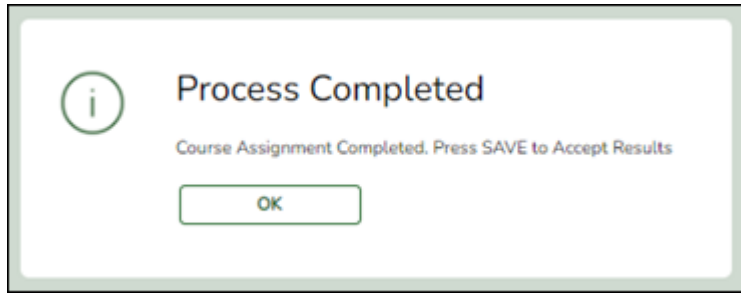 i
Process Completed
Course Assignment Completed. Press SAVE to Accept Results
OK